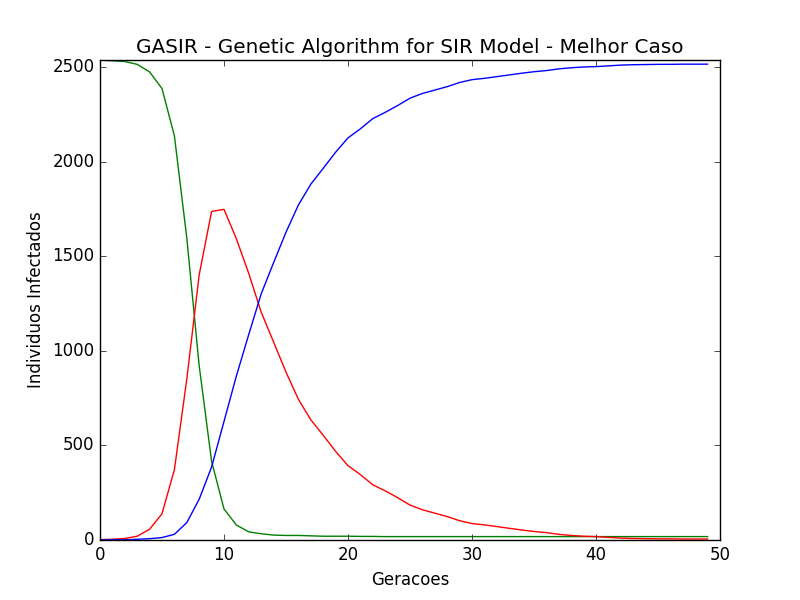 GASIR - Genetic Algorithm for SIR Model - Melhor Caso
2500
2000
1500
1000
500
0
Individuos Infectados
0 10 20 30 40 50
Geracoes